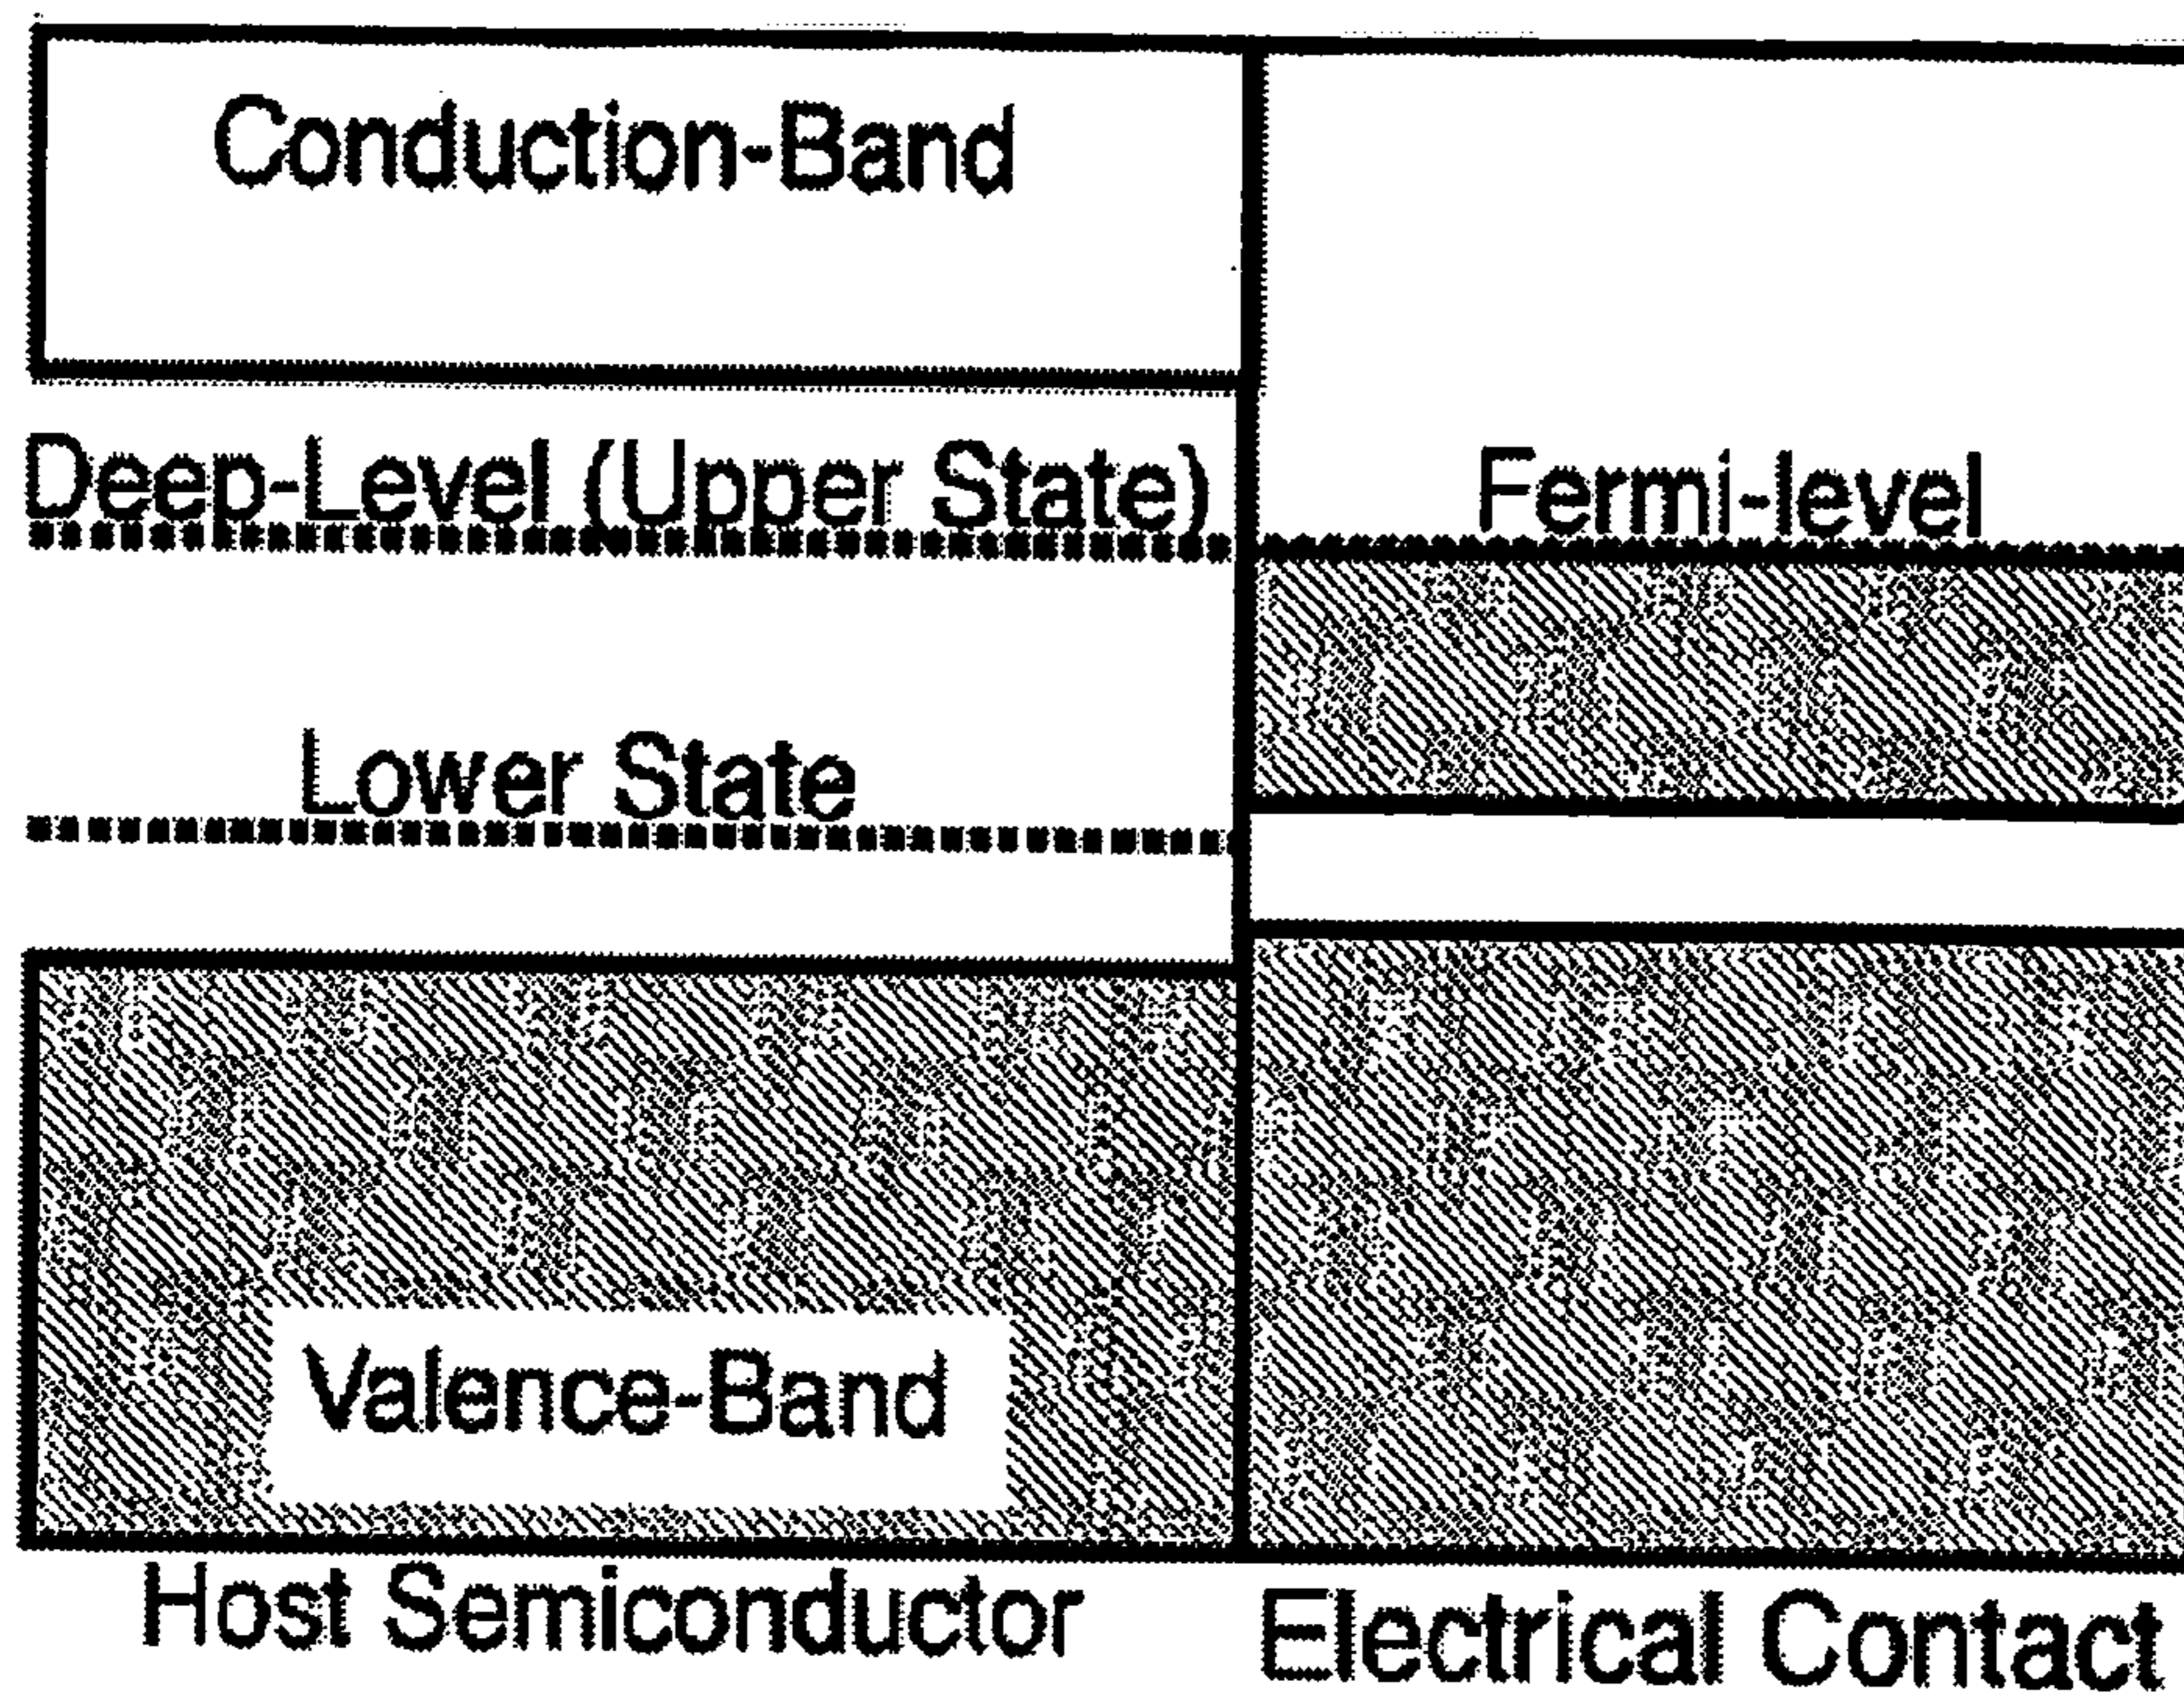 Conduction-Band
Deep-Level (Upper State)
Fermi-level
Lower State
Valence-Band
Host Semiconductor
Electrical Contact